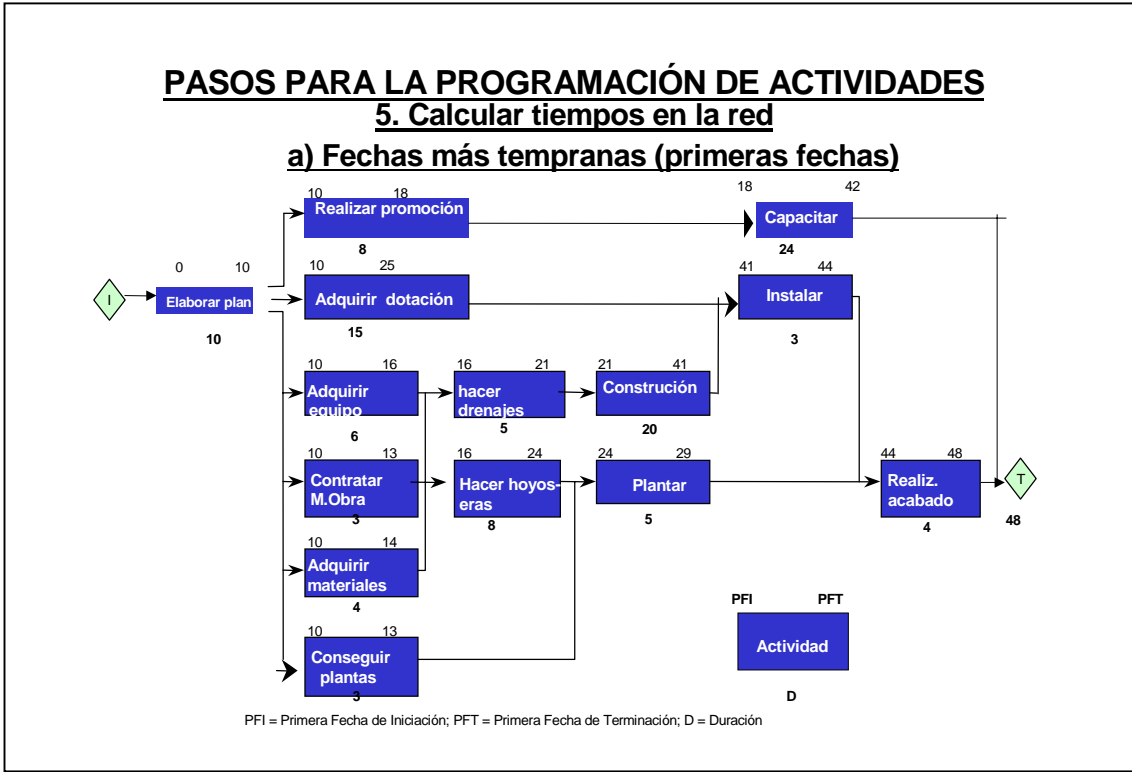 PASOS PARA LA PROGRAMACIÓN DE ACTIVIDADES
5. Calcular tiempos en la red
a) Fechas más tempranas (primeras fechas)
10 18
Realizar promoción
8
18 42
Capacitar
24
0 10
I
Elaborar plan
10
10 25
Adquirir dotación
15
41 44
Instalar
3
10 16
Adquirir
equipo
6
16 21
hacer
drenajes
5
21 41
Construción
20
10 13
Contratar
M.Obra
3
16 24
Hacer hoyos-
eras
8
24 29
Plantar
5
44 48
Realiz.
acabado
4
T
48
10 14
Adquirir
materiales
4
10 13
Conseguir
plantas
3
PFI PFT
Actividad
D
PFI = Primera Fecha de Iniciación; PFT = Primera Fecha de Terminación; D = Duración